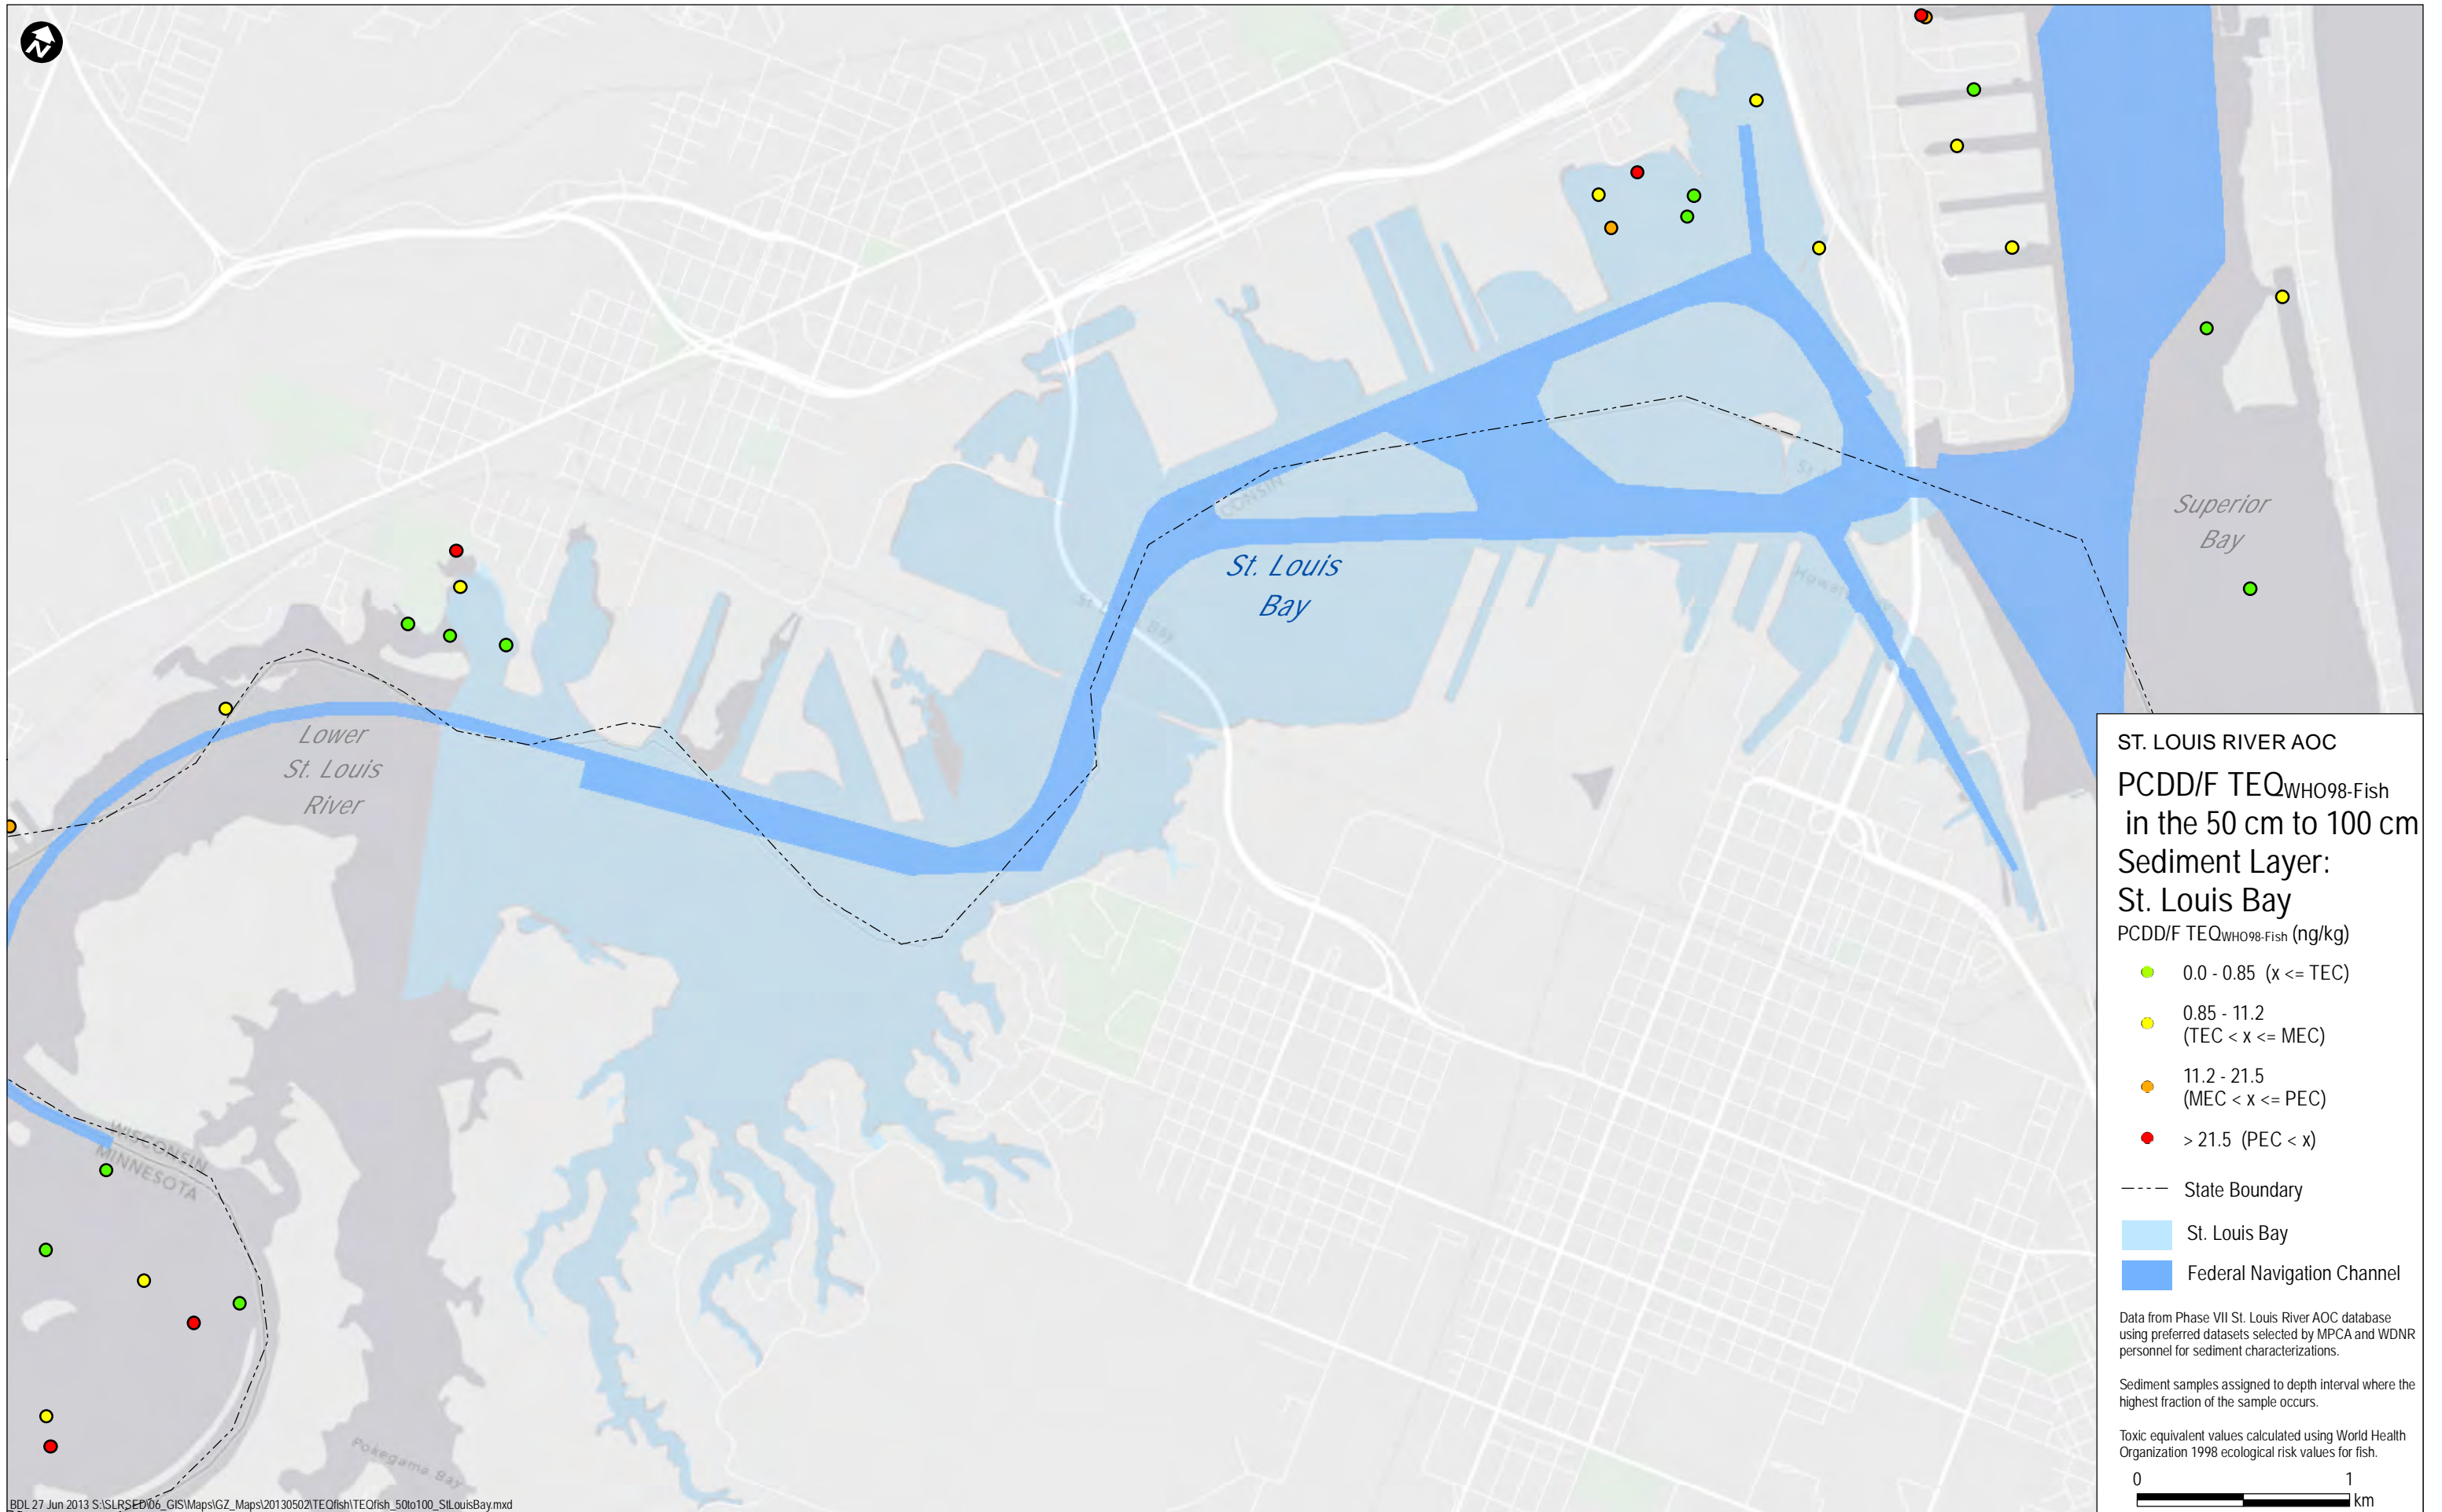 N
Superior
Bay
St. Louis
Bay
CONSIN
Lower
St. Louis
River
WISCONSIN
MINNESOTA
Pokegama Bay
ST. LOUIS RIVER AOC
PCDD/F TEQWHO98-Fish
in the 50 cm to 100 cm
Sediment Layer:
St. Louis Bay
PCDD/F TEQWHO98-Fish (ng/kg)
0.0 - 0.85 (x <= TEC)
0.85 - 11.2
(TEC < x <= MEC)
11.2 - 21.5
(MEC < x <= PEC)
> 21.5 (PEC < x)
State Boundary
St. Louis Bay
Federal Navigation Channel
Data from Phase VII St. Louis River AOC database
using preferred datasets selected by MPCA and WDNR
personnel for sediment characterizations.
Sediment samples assigned to depth interval where the
highest fraction of the sample occurs.
Toxic equivalent values calculated using World Health
Organization 1998 ecological risk values for fish.
0 1
km
BDL 27 Jun 2013 S:\SLRSED\06_GIS\Maps\GZ_Maps\20130502\TEQfish\TEQfish_50to100_StLouisBay.mxd